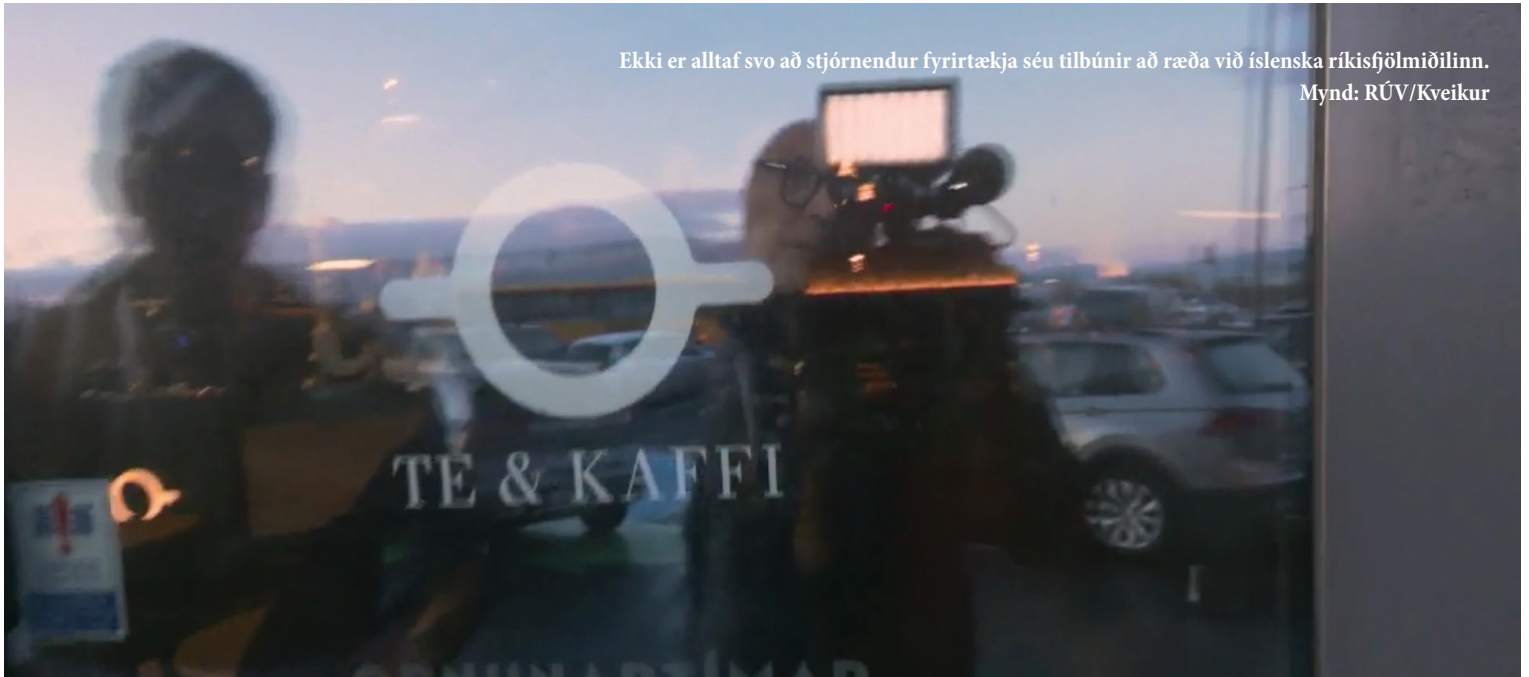 Ekki er alltaf svo að stjórnendur fyrirtækja séu tilbúnir að ræða við íslenska ríkisfjölmiðilinn.
Mynd: RÚV/Kveikur
TE & KAFFI